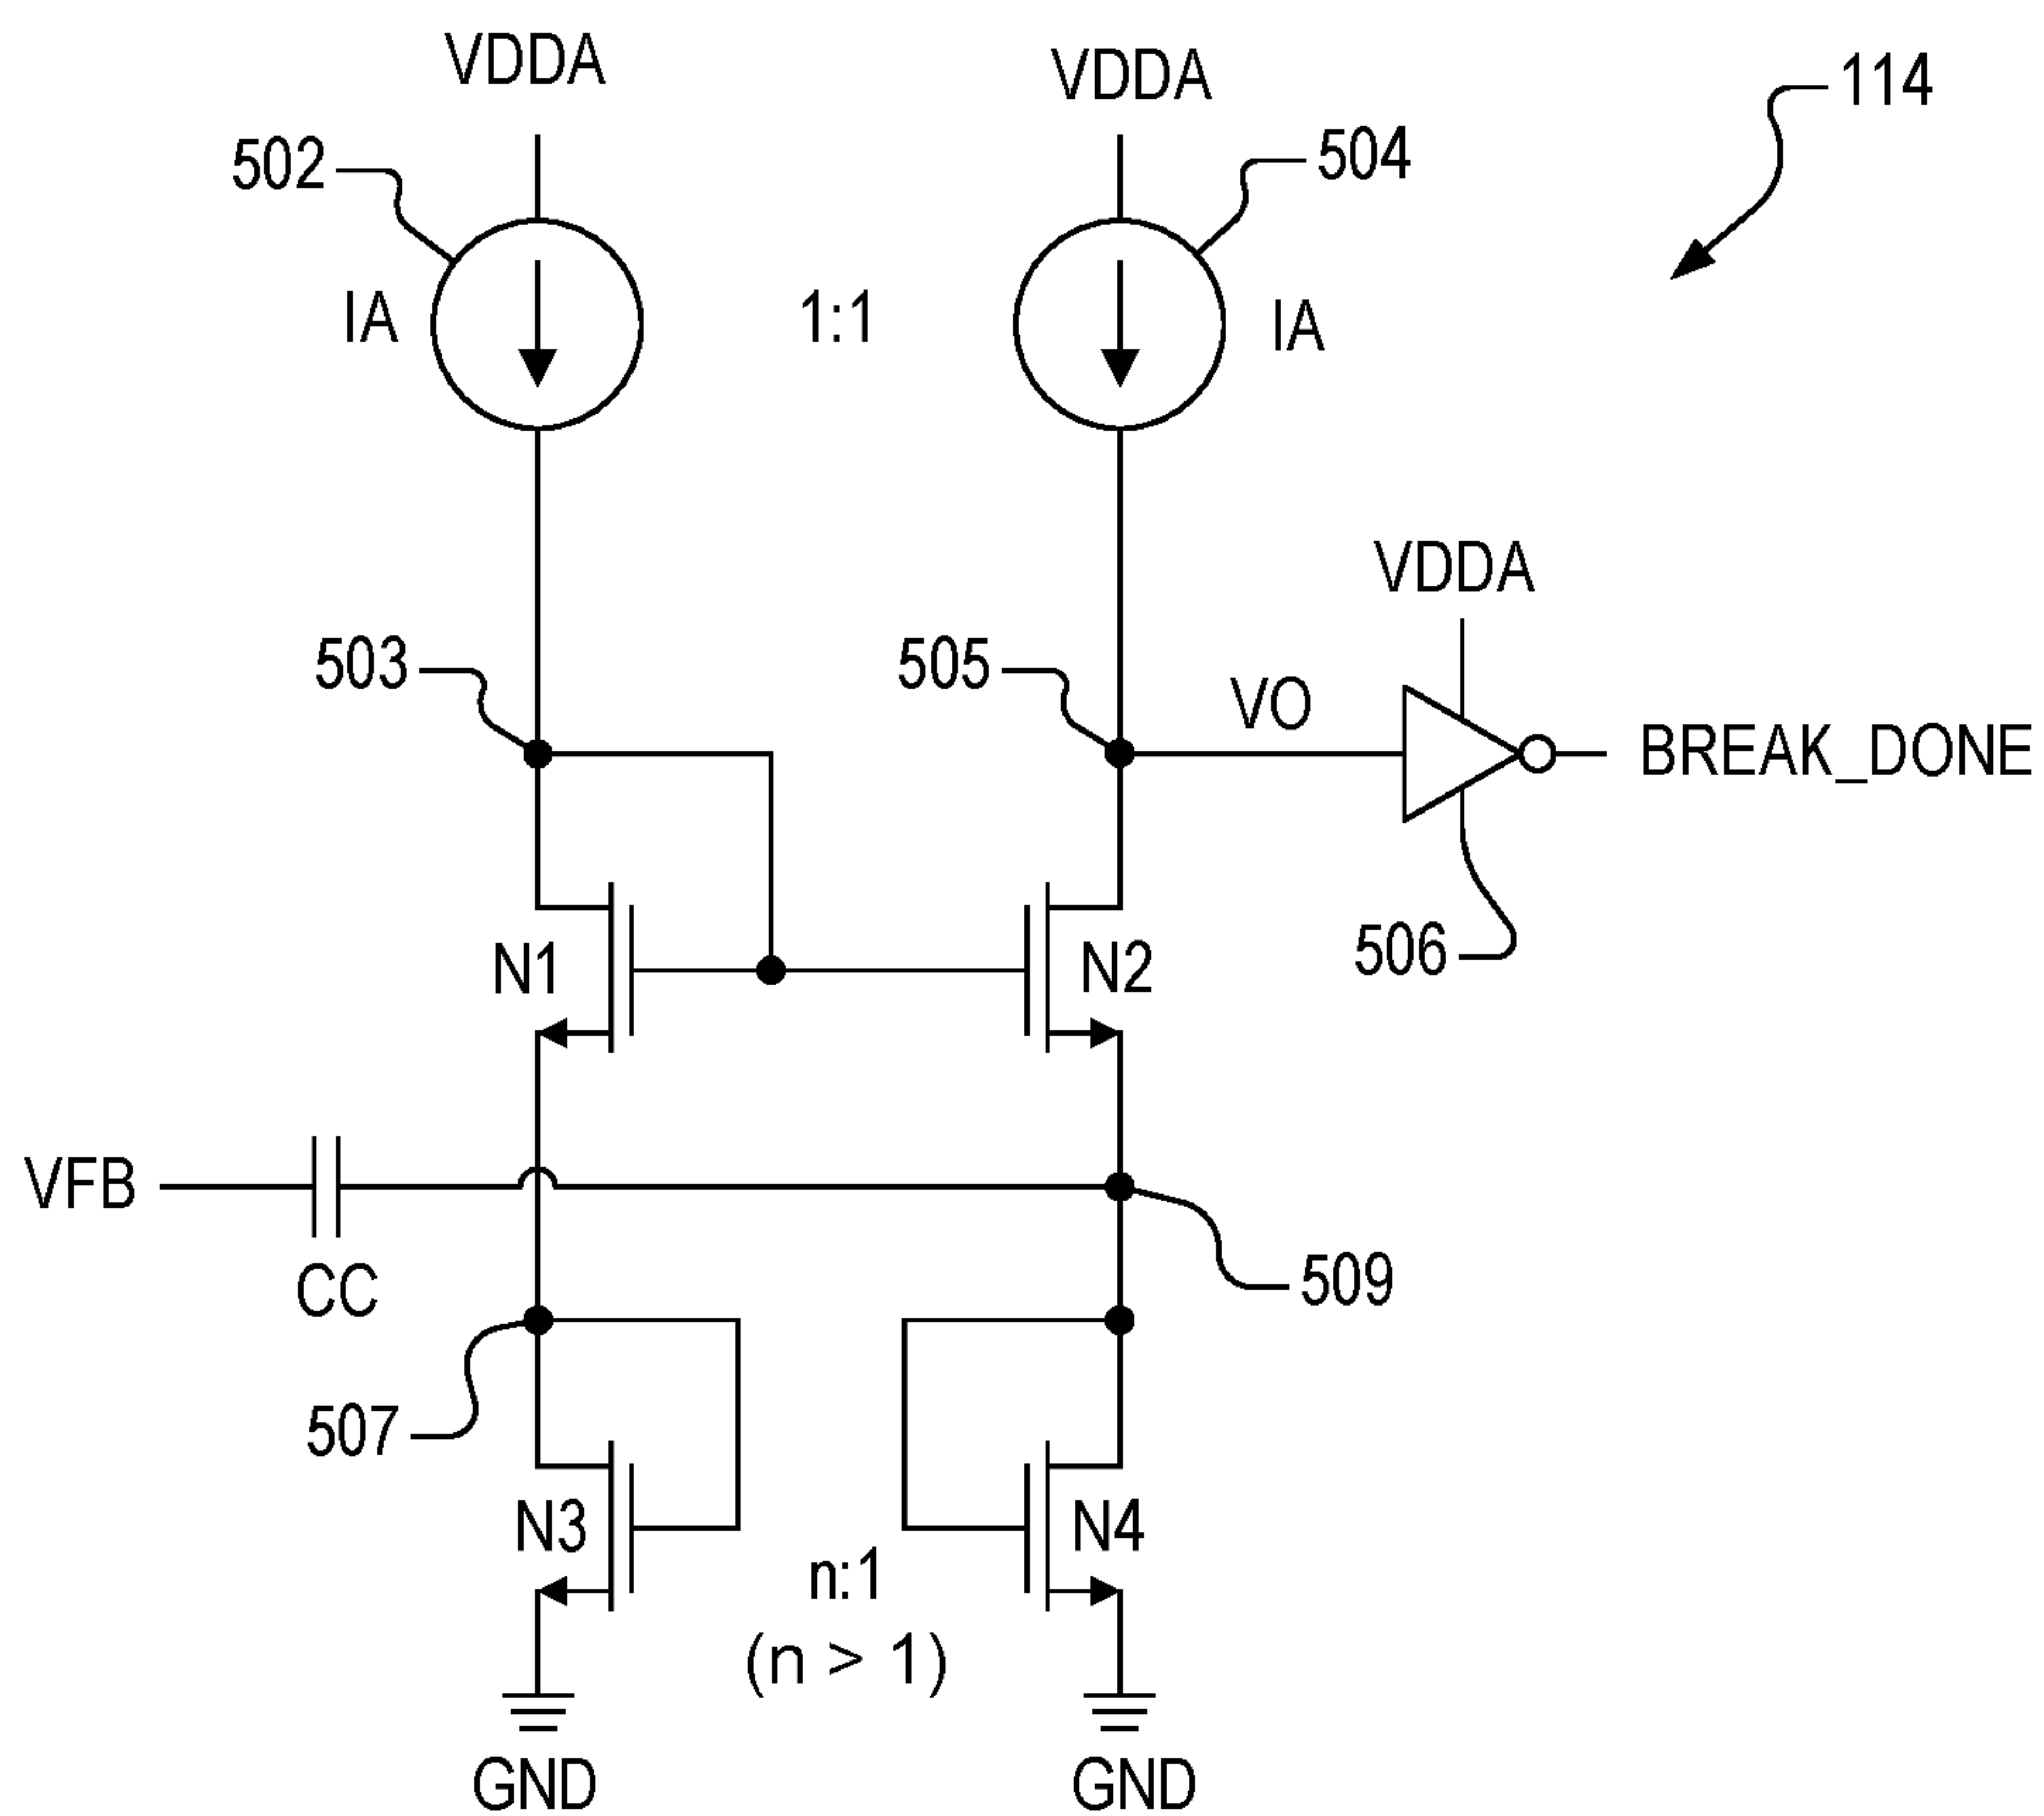 VDDA
VDDA
114
502
504
IA
1:1
IA
VDDA
503
505
VO
BREAK_DONE
N1
N2
506
VFB
CC
509
507
N3
N4
n:1
(n > 1)
GND
GND